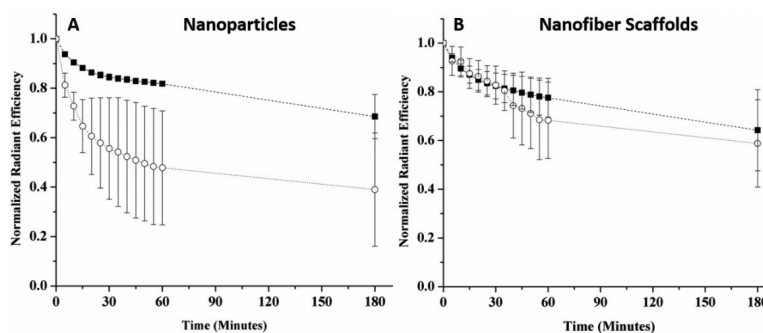 A Nanoparticles
Normalized Radiant Efficiency
1.0
0.8
0.6
0.4
0.2
0.0
0 30 60 90 120 150 180
Time (Minutes)
B Nanofiber Scaffolds
Normalized Radiant Efficiency
1.0
0.8
0.6
0.4
0.2
0.0
0 30 60 90 120 150 180
Time (Minutes)